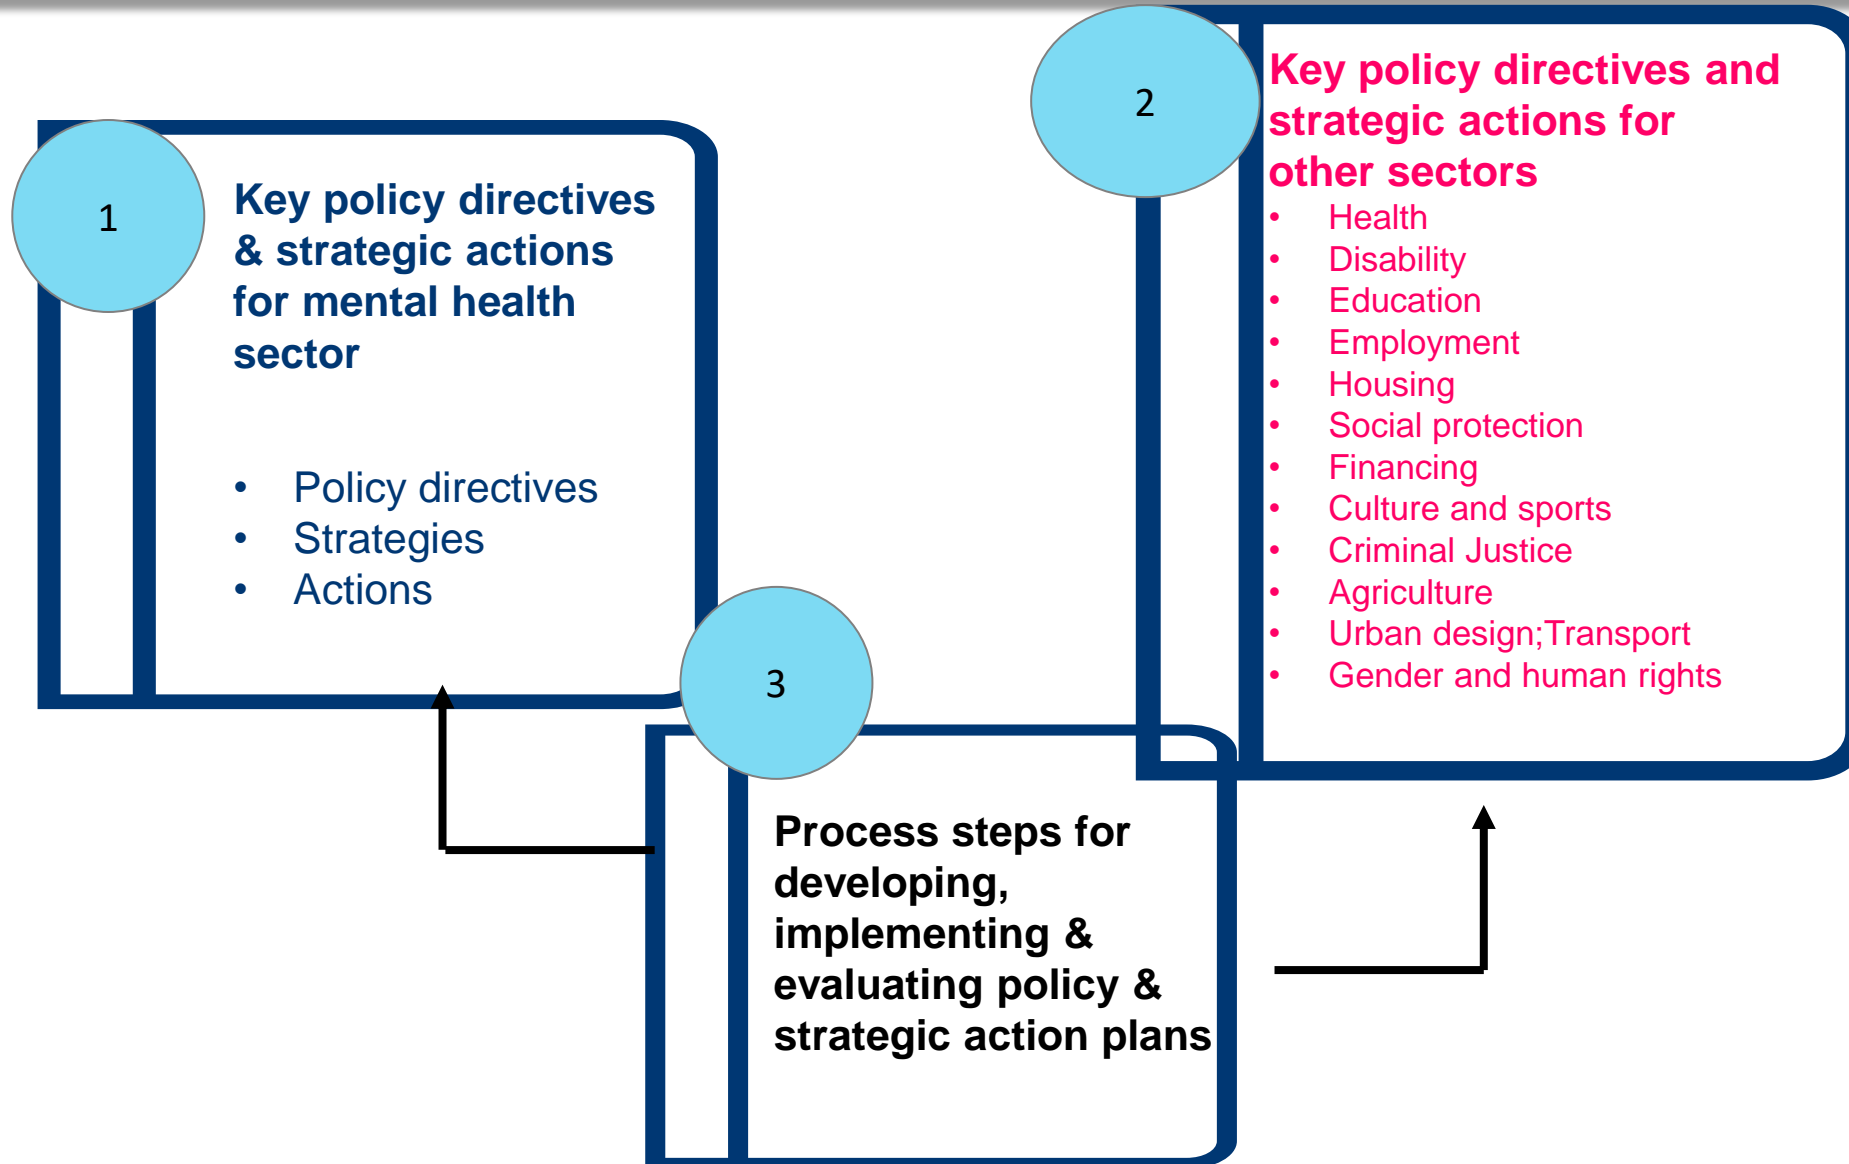 1
Key policy directives
& strategic actions
for mental health
sector
• Policy directives
• Strategies
• Actions
2
Key policy directives and
strategic actions for
other sectors
• Health
• Disability
• Education
• Employment
• Housing
• Social protection
• Financing
• Culture and sports
• Criminal Justice
• Agriculture
• Urban design;Transport
• Gender and human rights
3
Process steps for
developing,
implementing &
evaluating policy &
strategic action plans